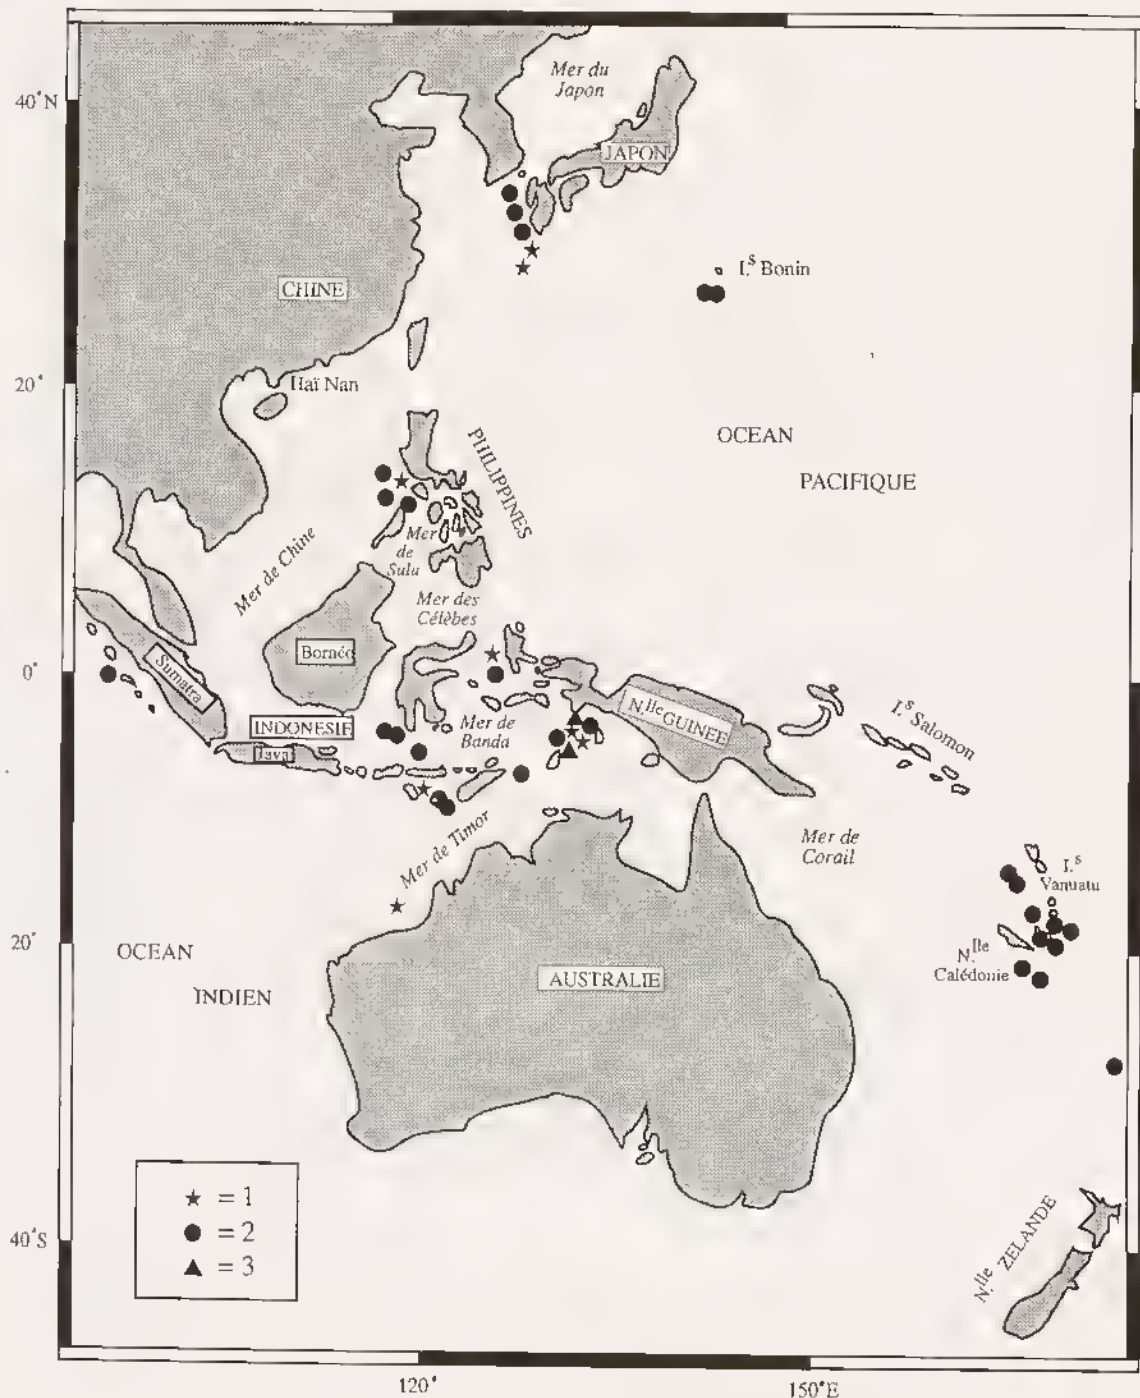 Mer du
Japon
40°N
JAPON
I.s Bonin
CHINE
20°
Haï Nan
OCEAN
PACIFIQUE
PHILIPPINES
Mer de Chine
Mer
de
Sulu
Mer des
Célèbes
Bornéo
Sumatra
0°
INDONESIE
Java
Mer de
Banda
N.lle GUINEE
I.s Salomon
Mer de Timor
Mer de
Corail
I.s
Vanuatu
20°
OCEAN
INDIEN
AUSTRALIE
N.lle
Calédonie
★ = 1
● = 2
▲ = 3
40°S
N.lle ZELANDE
120°
150°E